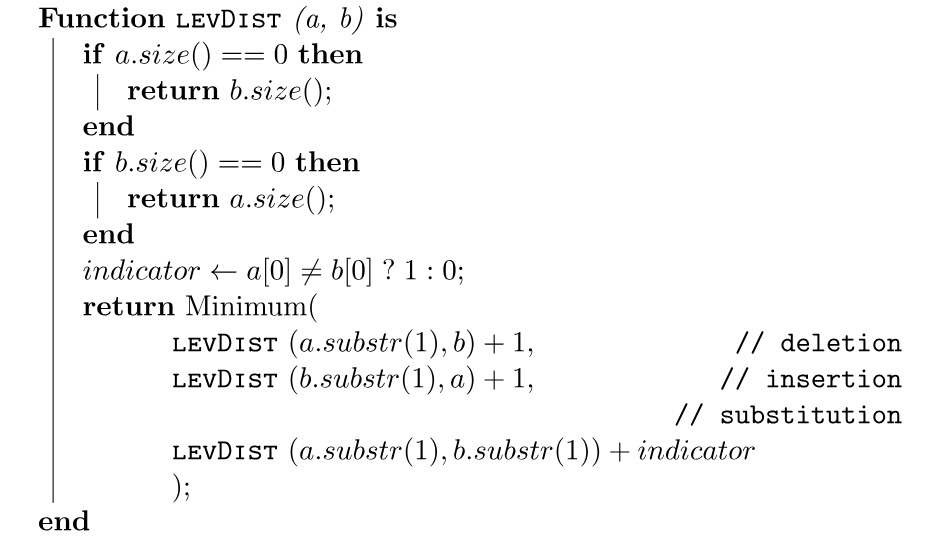 Function LEVDIST (a, b) is
if a.size() == 0 then
return b.size();
end
if b.size() == 0 then
return a.size();
end
indicator ← a[0] ≠ b[0] ? 1 : 0;
return Minimum(
LEVDIST (a.substr(1), b) + 1, // deletion
LEVDIST (b.substr(1), a) + 1, // insertion
// substitution
LEVDIST (a.substr(1), b.substr(1)) + indicator
);
end